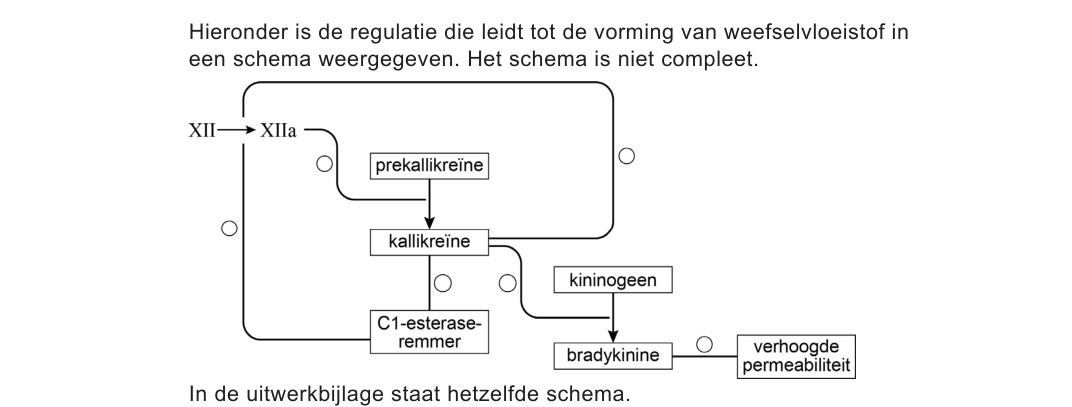 Hieronder is de regulatie die leidt tot de vorming van weefselvloeistof in
een schema weergegeven. Het schema is niet compleet.
XII
XIIa
prekallikreïne
kallikreïne
kininogeen
C1-esterase-
remmer
bradykinine
verhoogde
permeabiliteit
In de uitwerkbijlage staat hetzelfde schema.